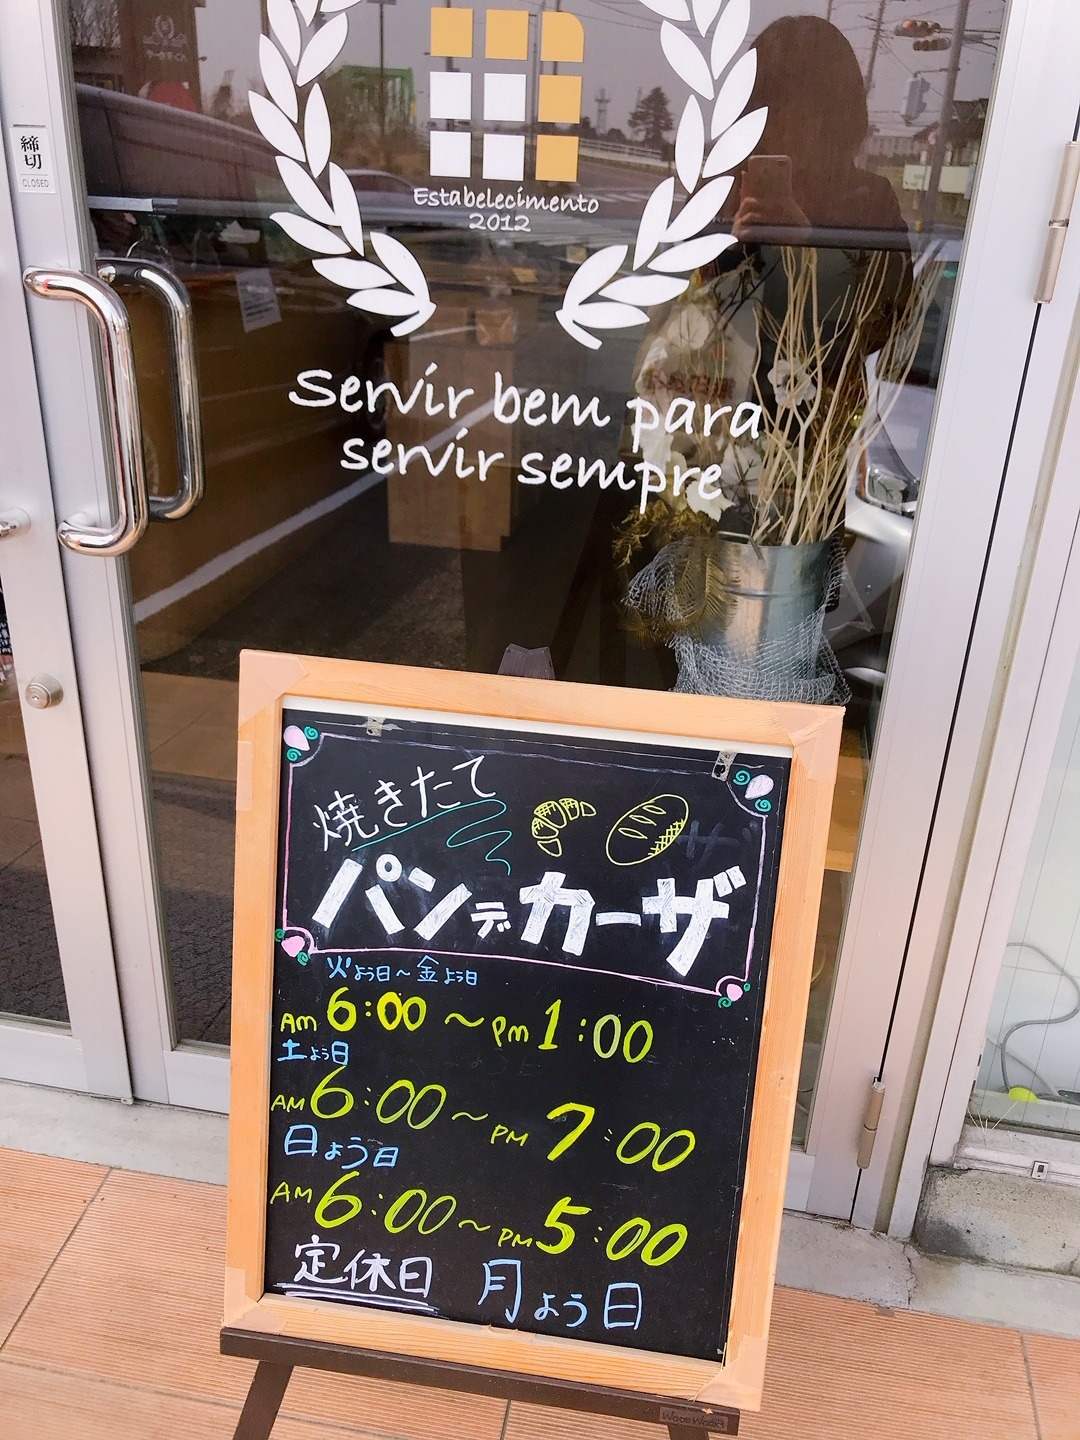 締切
CLOSED
Estabelecimento
2012
Servir bem para
servir sempre
焼きたて
パンデカーザ
火よう日～金よう日
Am 6:00 ～ pm 1:00
土よう日
AM 6:00 ～ PM 7:00
日よう日
AM 6:00 ～ PM 5:00
定休日 月よう日